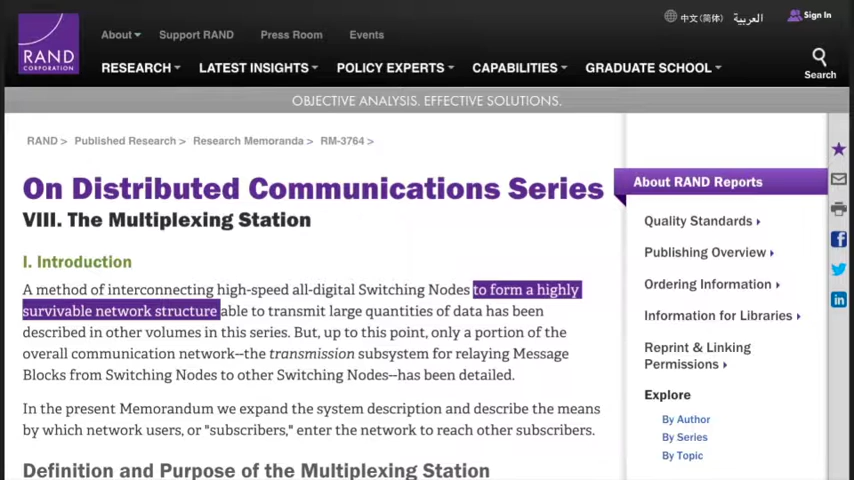 中文(简体) العربية Sign In
RAND
CORPORATION
About Support RAND Press Room Events
RESEARCH LATEST INSIGHTS POLICY EXPERTS CAPABILITIES GRADUATE SCHOOL
Search
OBJECTIVE ANALYSIS. EFFECTIVE SOLUTIONS.
RAND > Published Research > Research Memoranda > RM-3764 >
On Distributed Communications Series
VIII. The Multiplexing Station
I. Introduction
A method of interconnecting high-speed all-digital Switching Nodes to form a highly
survivable network structure able to transmit large quantities of data has been
described in other volumes in this series. But, up to this point, only a portion of the
overall communication network--the transmission subsystem for relaying Message
Blocks from Switching Nodes to other Switching Nodes--has been detailed.
In the present Memorandum we expand the system description and describe the means
by which network users, or "subscribers," enter the network to reach other subscribers.
Definition and Purpose of the Multiplexing Station
About RAND Reports
Quality Standards
Publishing Overview
Ordering Information
Information for Libraries
Reprint & Linking
Permissions
Explore
By Author
By Series
By Topic